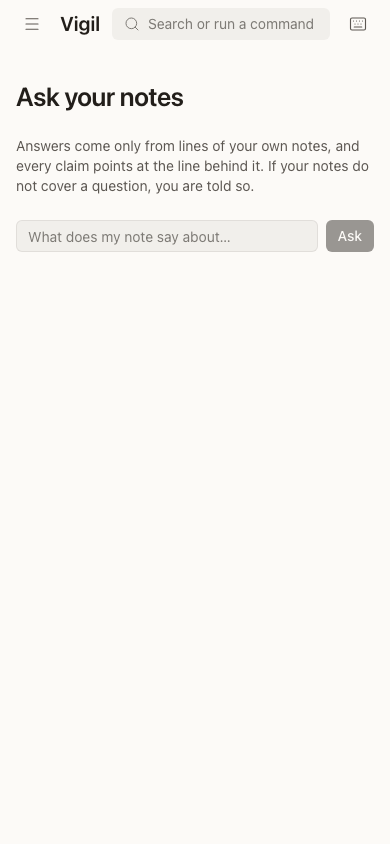 Vigil
Search or run a command
Ask your notes
Answers come only from lines of your own notes, and
every claim points at the line behind it. If your notes do
not cover a question, you are told so.
What does my note say about...
Ask